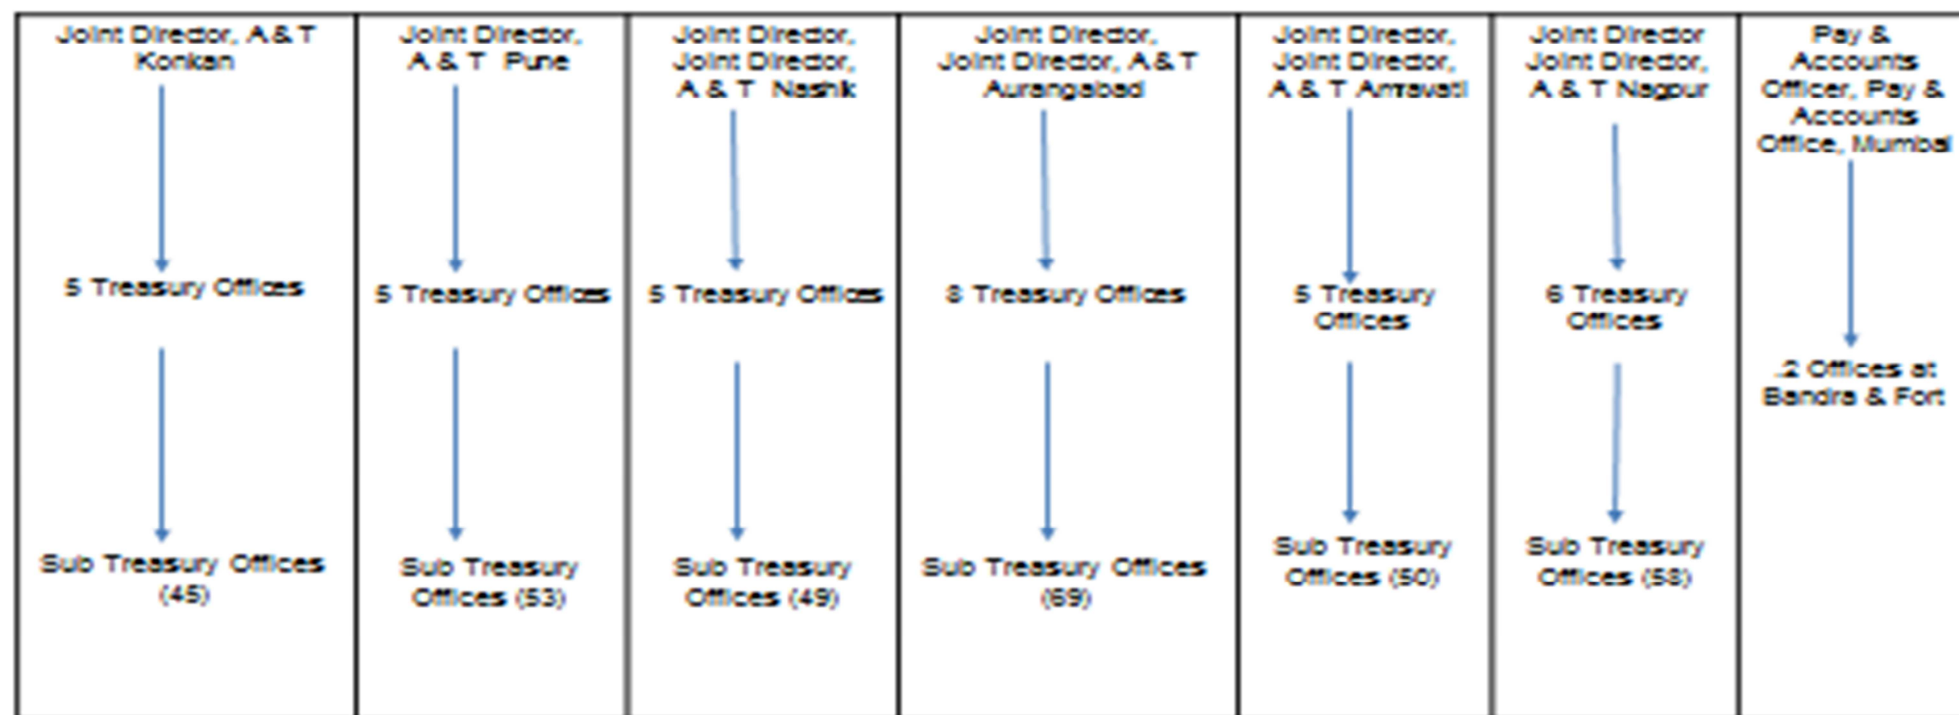 Joint Director, A & T
Konkan
5 Treasury Offices
Sub Treasury Offices
(45)
Joint Director,
A & T Pune
5 Treasury Offices
Sub Treasury
Offices (53)
Joint Director,
Joint Director,
A & T Nashik
5 Treasury Offices
Sub Treasury
Offices (49)
Joint Director,
Joint Director, A & T
Aurangabad
8 Treasury Offices
Sub Treasury Offices
(69)
Joint Director,
Joint Director,
A & T Amravati
5 Treasury
Offices
Sub Treasury
Offices (50)
Joint Director
Joint Director,
A & T Nagpur
6 Treasury
Offices
Sub Treasury
Offices (58)
Pay &
Accounts
Officer, Pay &
Accounts
Office, Mumbai
.2 Offices at
Bandra & Fort